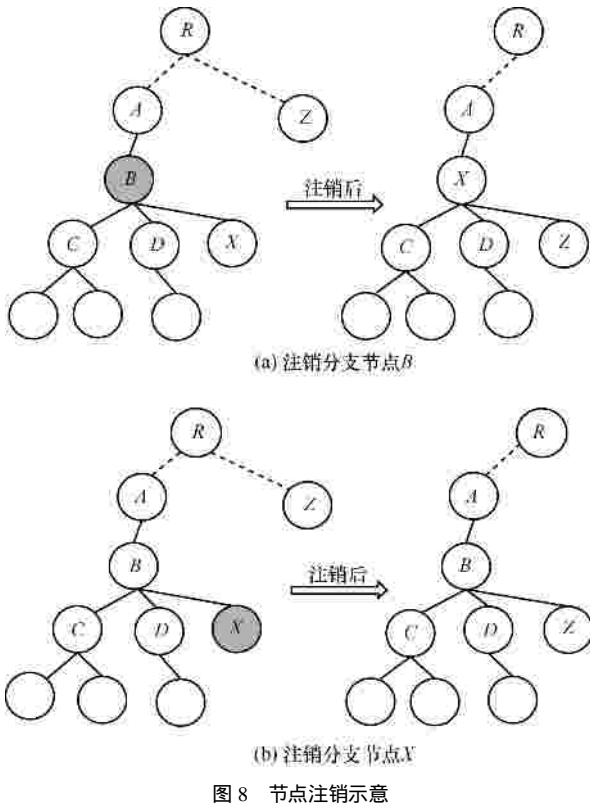 R R
A Z A
B 注销后 X
C D X C D Z
(a) 注销分支节点B
R R
A Z A
B 注销后 B
C D X C D Z
(b) 注销分支节点X
图 8 节点注销示意